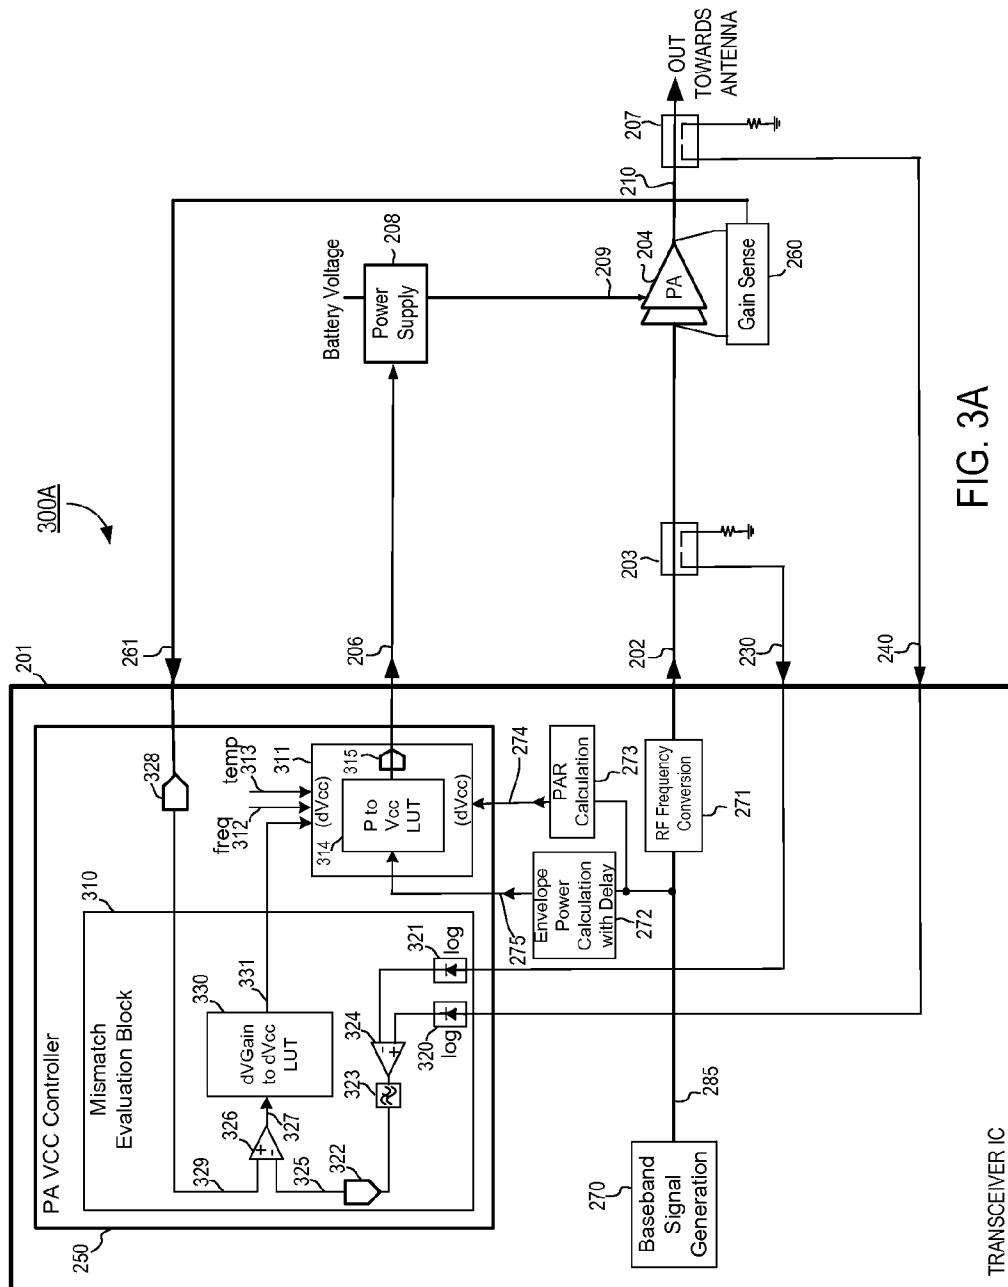 FIG. 3A
300A
TRANSCEIVER IC
201
PA VCC Controller
250
Mismatch
Evaluation Block
310
328
261
329
326
+
-
327
325
322
323
324
-
+
330
dVGain
to dVcc
LUT
331
320
log
321
log
freq
312
temp
313
311
(dVcc)
314
P to
Vcc
LUT
315
(dVcc)
206
Battery Voltage
208
Power
Supply
209
275
274
Envelope
Power
Calculation
with Delay
272
PAR
Calculation
273
270
Baseband
Signal
Generation
285
RF Frequency
Conversion
271
202
203
230
240
PA
204
Gain Sense
260
210
207
OUT
TOWARDS
ANTENNA